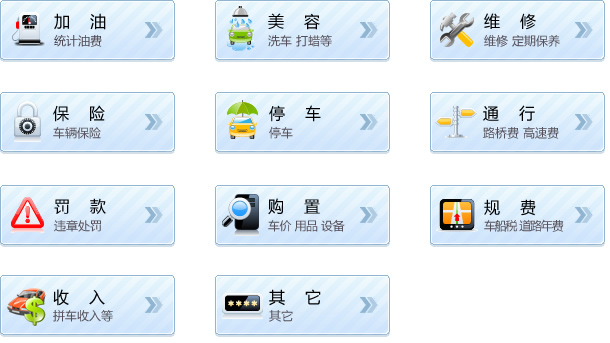 加 油
统计油费
美 容
洗车 打蜡等
维 修
维修 定期保养
保 险
车辆保险
停 车
停车
通 行
路桥费 高速费
罚 款
违章处罚
购 置
车价 用品 设备
规 费
车船税 道路年费
收 入
拼车收入等
其 它
其它